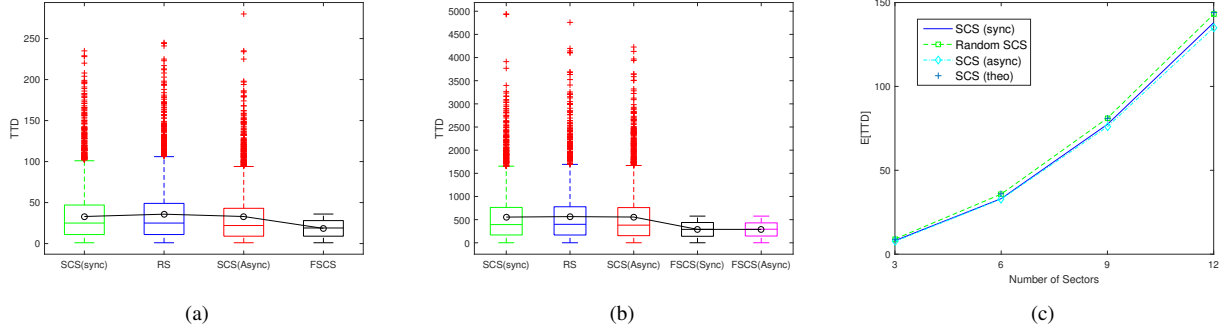 250
200
150
100
50
0
TTD
SCS(sync) RS SCS(Async) FSCS
(a)
5000
4500
4000
3500
3000
2500
2000
1500
1000
500
0
TTD
SCS(sync) RS SCS(Async) FSCS(Sync) FSCS(Async)
(b)
150
100
50
0
E[TTD]
SCS (sync)
Random SCS
SCS (async)
SCS (theo)
3 6 9 12
Number of Sectors
(c)